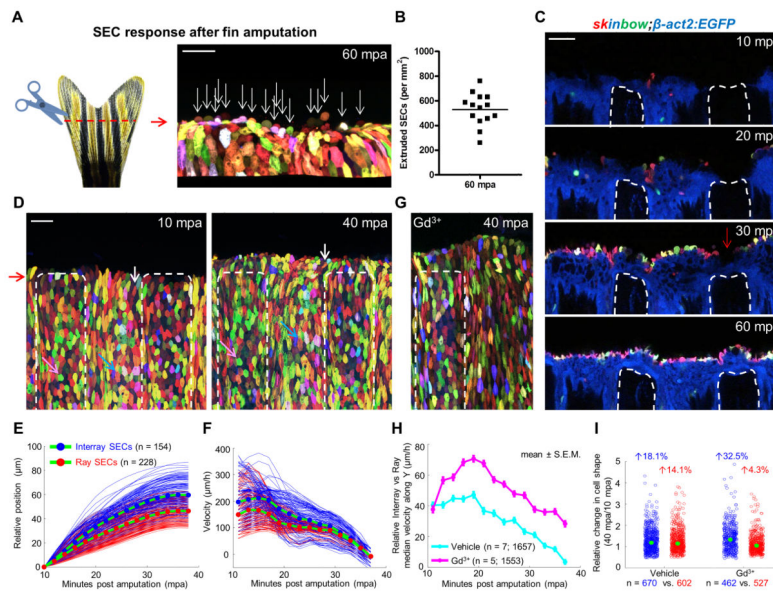 A
SEC response after fin amputation
60 mpa
B
Extruded SECs (per mm²)
1000
800
600
400
200
0
60 mpa
C
skinbow;β-act2:EGFP
10 mp
20 mpa
30 mp
60 mpa
D
10 mpa
40 mpa
G
Gd³⁺
40 mpa
E
Relative position (μm)
100
80
60
40
20
0
Interray SECs (n = 154)
Ray SECs (n = 228)
10
20
30
40
Minutes post amputation (mpa)
F
Velocity (μm/h)
400
300
200
100
0
-100
10
20
30
40
Minutes post amputation (mpa)
H
Relative Interray vs Ray
median velocity along Y (μm/h)
80
60
40
20
0
mean ± S.E.M.
Vehicle (n = 7; 1657)
Gd³⁺ (n = 5; 1553)
10
20
30
40
Minutes post amputation (mpa)
I
Relative change in cell shape
(40 mpa/10 mpa)
5
4
3
2
1
0
↑18.1%
↑14.1%
↑32.5%
↑4.3%
Vehicle
Gd³⁺
n = 670 vs. 602
n = 462 vs. 527